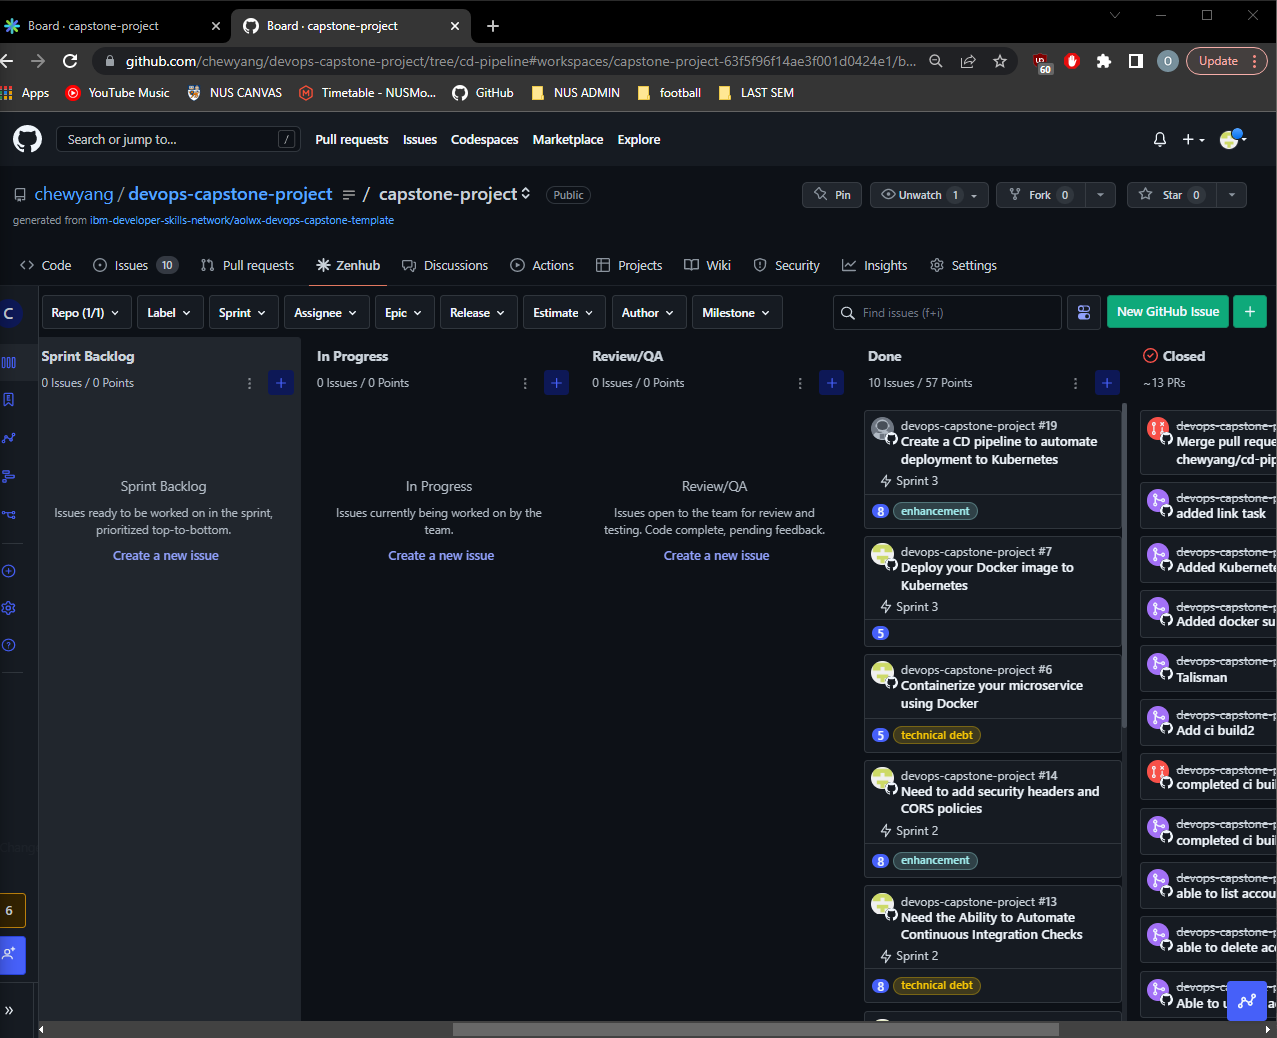 Board · capstone-project
Board · capstone-project
github.com/chewyang/devops-capstone-project/tree/cd-pipeline#workspaces/capstone-project-63f5f96f14ae3f001d0424e1/b...
60
O
Update
Apps
YouTube Music
NUS CANVAS
Timetable - NUSMo...
GitHub
NUS ADMIN
football
LAST SEM
Search or jump to...
/
Pull requests
Issues
Codespaces
Marketplace
Explore
chewyang / devops-capstone-project / capstone-project
Public
Pin
Unwatch 1
Fork 0
Star 0
generated from ibm-developer-skills-network/aolwx-devops-capstone-template
Code
Issues 10
Pull requests
Zenhub
Discussions
Actions
Projects
Wiki
Security
Insights
Settings
C
Repo (1/1)
Label
Sprint
Assignee
Epic
Release
Estimate
Author
Milestone
Find issues (f+i)
New GitHub Issue
Sprint Backlog
0 Issues / 0 Points
Sprint Backlog
Issues ready to be worked on in the sprint,
prioritized top-to-bottom.
Create a new issue
In Progress
0 Issues / 0 Points
In Progress
Issues currently being worked on by the
team.
Create a new issue
Review/QA
0 Issues / 0 Points
Review/QA
Issues open to the team for review and
testing. Code complete, pending feedback.
Create a new issue
Done
10 Issues / 57 Points
devops-capstone-project #19
Create a CD pipeline to automate
deployment to Kubernetes
Sprint 3
8 enhancement
devops-capstone-project #7
Deploy your Docker image to
Kubernetes
Sprint 3
5
devops-capstone-project #6
Containerize your microservice
using Docker
5 technical debt
devops-capstone-project #14
Need to add security headers and
CORS policies
Sprint 2
8 enhancement
devops-capstone-project #13
Need the Ability to Automate
Continuous Integration Checks
Sprint 2
8 technical debt
Closed
~13 PRs
devops-capstone-p
Merge pull reque
chewyang/cd-pip
devops-capstone-p
added link task
devops-capstone-p
Added Kubernete
devops-capstone-p
Added docker su
devops-capstone-p
Talisman
devops-capstone-p
Add ci build2
devops-capstone-p
completed ci buil
devops-capstone-p
completed ci buil
devops-capstone-p
able to list accou
devops-capstone-p
able to delete acc
devops-
Able to u
6